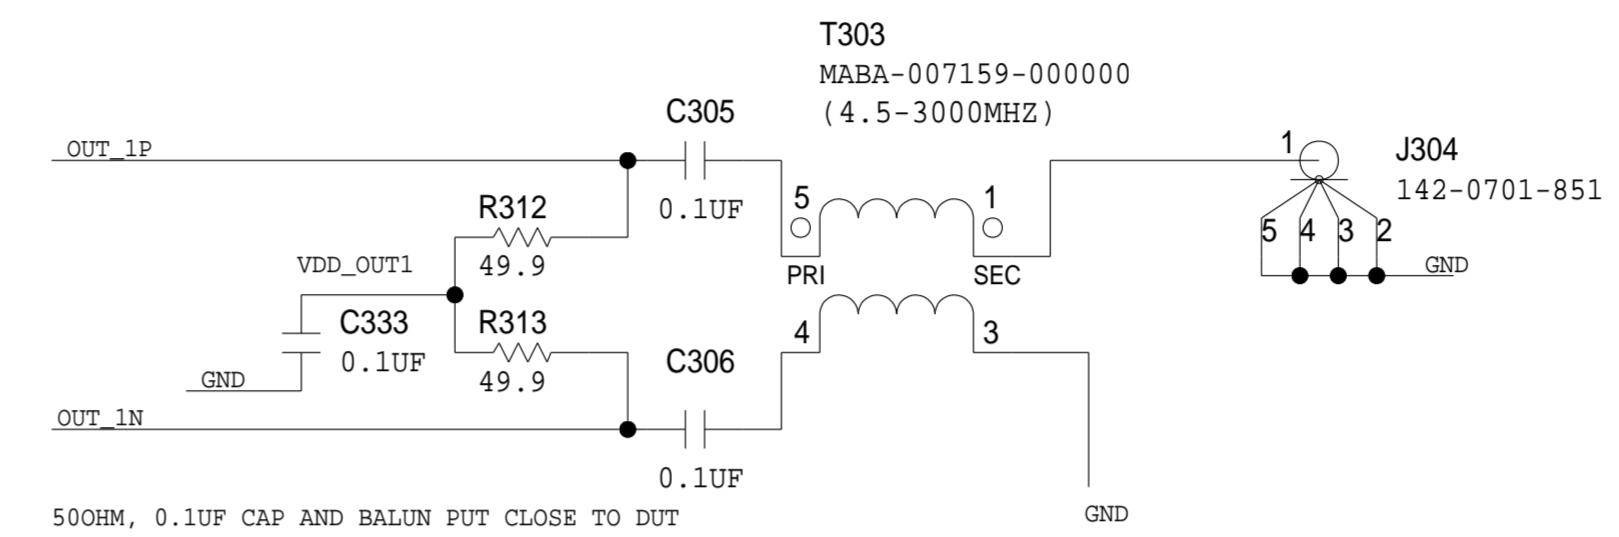 T303
MABA-007159-000000
(4.5-3000MHZ)
C305
0.1UF
OUT_1P
R312
49.9
VDD_OUT1
C333
0.1UF
GND
R313
49.9
OUT_1N
C306
0.1UF
5
1
PRI
SEC
4
3
GND
1
J304
142-0701-851
5 4 3 2
GND
50OHM, 0.1UF CAP AND BALUN PUT CLOSE TO DUT